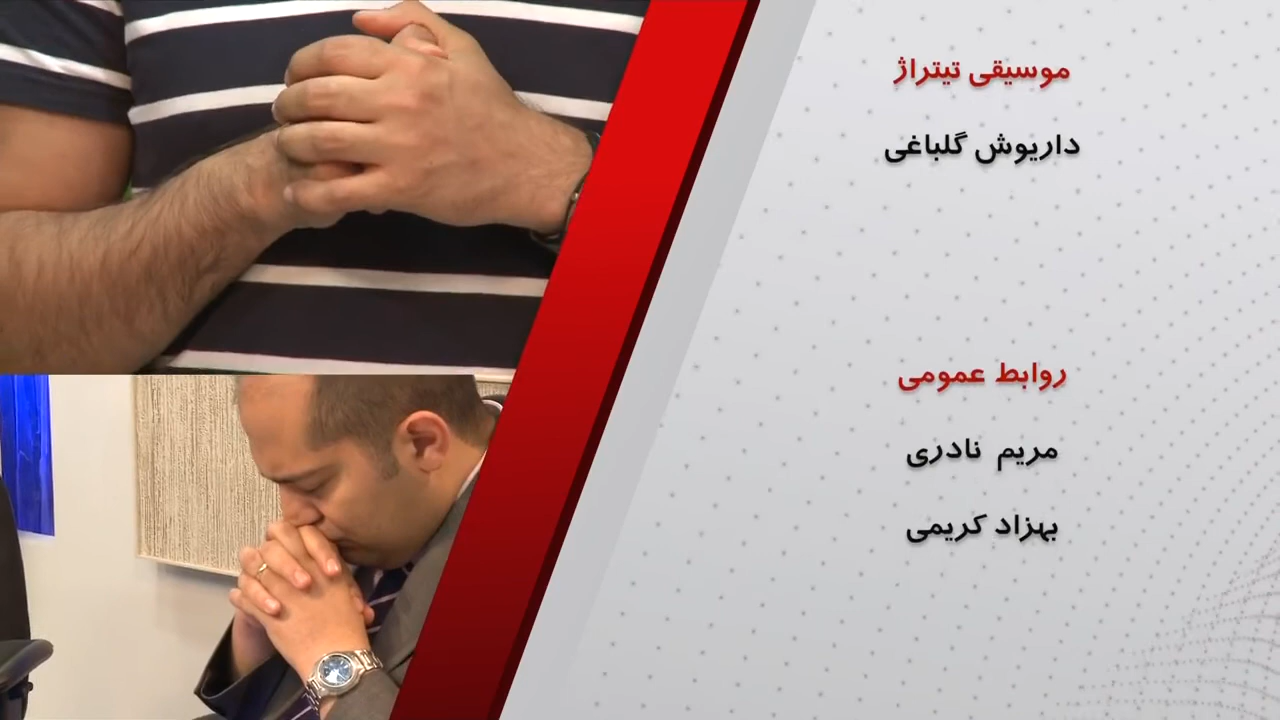 موسیقی تیتراژ
داریوش گلباغی
روابط عمومی
مریم نادری
بهزاد کریمی